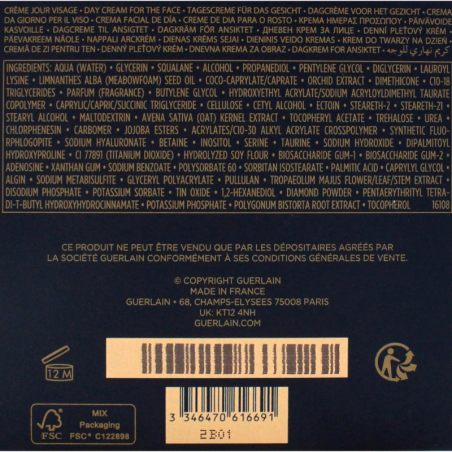 CRÈME JOUR VISAGE • DAY CREAM FOR THE FACE • TAGESCREME FÜR DAS GESICHT • DAGCRÈME VOOR HET GEZICHT • CREMA
DA GIORNO PER IL VISO • CREMA FACIAL DE DÍA • CREME DE DIA PARA O ROSTO • ΚΡΕΜΑ ΗΜΕΡΑΣ ΠΡΟΣΩΠΟΥ • PÄIVÄVOIDE
KASVOILLE • DAGCREME TIL ANSIGTET • DAGKRÄM FÖR ANSIKTET • ДНЕВЕН КРЕМ ЗА ЛИЦЕ • DENNÍ PLEŤOVÝ KRÉM •
PÄEVAKREEM NÄOLE • NAPPALI ARCKRÉM • DIENAS KRĒMS SEJAI • DIENINIS VEIDO KREMAS • KREM DO TWARZY NA DZIEŃ •
CREMĂ DE ZI PENTRU TEN • DENNÝ PLEŤOVÝ KRÉM • DNEVNA KREMA ZA OBRAZ • DAGKREM FOR ANSIKTET • كريم نهاري للوجه
INGREDIENTS: AQUA (WATER) • GLYCERIN • SQUALANE • ALCOHOL • PROPANEDIOL • PENTYLENE GLYCOL • DIGLYCERIN • LAUROYL
LYSINE • LIMNANTHES ALBA (MEADOWFOAM) SEED OIL • COCO-CAPRYLATE/CAPRATE • ORCHID EXTRACT • DIMETHICONE • C10-18
TRIGLYCERIDES • PARFUM (FRAGRANCE) • BUTYLENE GLYCOL • HYDROXYETHYL ACRYLATE/SODIUM ACRYLOYLDIMETHYL TAURATE
COPOLYMER • CAPRYLIC/CAPRIC/SUCCINIC TRIGLYCERIDE • CELLULOSE • CETYL ALCOHOL • ECTOIN • STEARETH-2 • STEARETH-21 •
STEARYL ALCOHOL • MALTODEXTRIN • AVENA SATIVA (OAT) KERNEL EXTRACT • TOCOPHERYL ACETATE • TREHALOSE • UREA •
CHLORPHENESIN • CARBOMER • JOJOBA ESTERS • ACRYLATES/C10-30 ALKYL ACRYLATE CROSSPOLYMER • SYNTHETIC FLUO-
PHLOGOPITE • SODIUM HYALURONATE • BETAINE • INOSITOL • SERINE • TAURINE • SODIUM HYDROXIDE • DIPALMITOYL
HYDROXYPROLINE • CI 77891 (TITANIUM DIOXIDE) • HYDROLYZED SOY FLOUR • BIOSACCHARIDE GUM-1 • BIOSACCHARIDE GUM-2 •
ADENOSINE • XANTHAN GUM • SODIUM BENZOATE • POLYSORBATE 60 • SORBITAN ISOSTEARATE • PALMITIC ACID • CAPRYLYL GLYCOL •
ALGIN • SODIUM METABISULFITE • GLYCERYL POLYACRYLATE • PULLULAN • TROPAEOLUM MAJUS FLOWER/LEAF/STEM EXTRACT •
DISODIUM PHOSPHATE • POTASSIUM SORBATE • TIN OXIDE • 1,2-HEXANEDIOL • DIAMOND POWDER • PENTAERYTHRITYL TETRA-
DI-T-BUTYL HYDROXYHYDROCINNAMATE • POTASSIUM PHOSPHATE • POLYGONUM BISTORTA ROOT EXTRACT • TOCOPHEROL 16108
CE PRODUIT NE PEUT ÊTRE VENDU QUE PAR LES DÉPOSITAIRES AGRÉÉS PAR
LA SOCIÉTÉ GUERLAIN CONFORMÉMENT À SES CONDITIONS GÉNÉRALES DE VENTE.
© COPYRIGHT GUERLAIN
MADE IN FRANCE
GUERLAIN • 68, CHAMPS-ELYSEES 75008 PARIS
UK: KT12 4NH
GUERLAIN.COM
12 M
3 346470 616691
2B01
FSC
MIX
Packaging
FSC® C122896